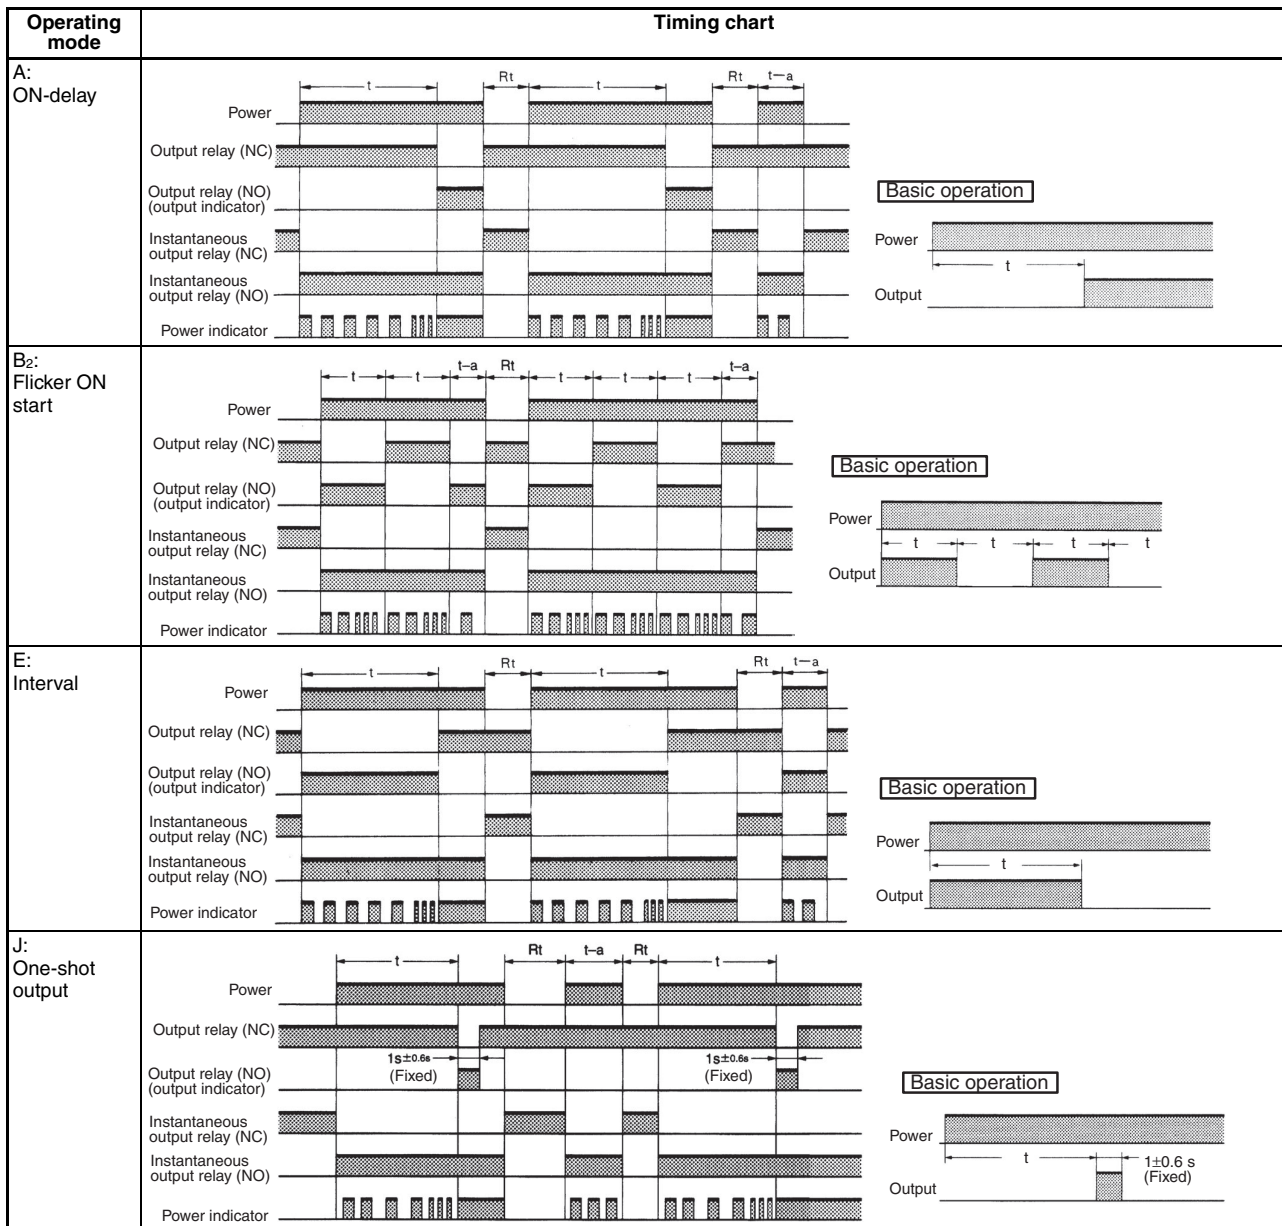 Operating mode
Timing chart
A:
ON-delay
t
Rt
t
Rt
t–a
Power
Output relay (NC)
Output relay (NO)
(output indicator)
Instantaneous
output relay (NC)
Instantaneous
output relay (NO)
Power indicator
Basic operation
Power
t
Output
B2:
Flicker ON
start
t
t
t–a
Rt
t
t
t
t–a
Power
Output relay (NC)
Output relay (NO)
(output indicator)
Instantaneous
output relay (NC)
Instantaneous
output relay (NO)
Power indicator
Basic operation
Power
t
t
t
t
Output
E:
Interval
t
Rt
t
Rt
t–a
Power
Output relay (NC)
Output relay (NO)
(output indicator)
Instantaneous
output relay (NC)
Instantaneous
output relay (NO)
Power indicator
Basic operation
Power
t
Output
J:
One-shot
output
t
Rt
t–a
Rt
t
Power
Output relay (NC)
1s±0.6s
(Fixed)
1s±0.6s
(Fixed)
Output relay (NO)
(output indicator)
Instantaneous
output relay (NC)
Instantaneous
output relay (NO)
Power indicator
Basic operation
Power
t
1±0.6 s
(Fixed)
Output